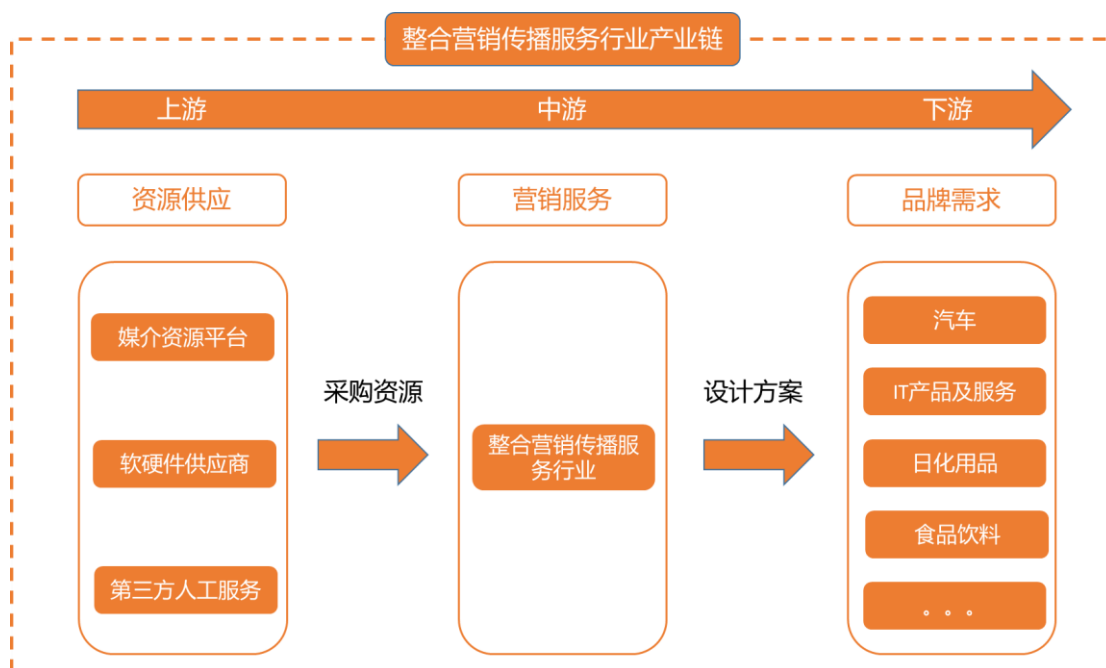 整合营销传播服务行业产业链
上游
中游
下游
资源供应
营销服务
品牌需求
媒介资源平台
软硬件供应商
第三方人工服务
采购资源
整合营销传播服
务行业
设计方案
汽车
IT产品及服务
日化用品
食品饮料
。。。